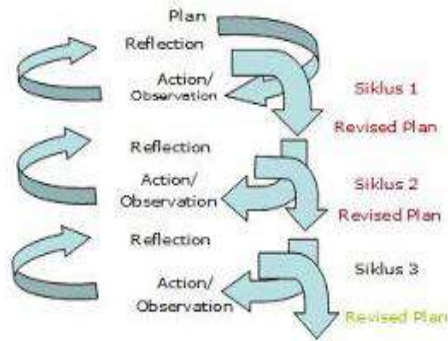 Plan
Reflection
Action/
Observation
Siklus 1
Revised Plan
Reflection
Action/
Observation
Siklus 2
Revised Plan
Reflection
Action/
Observation
Siklus 3
Revised Plan